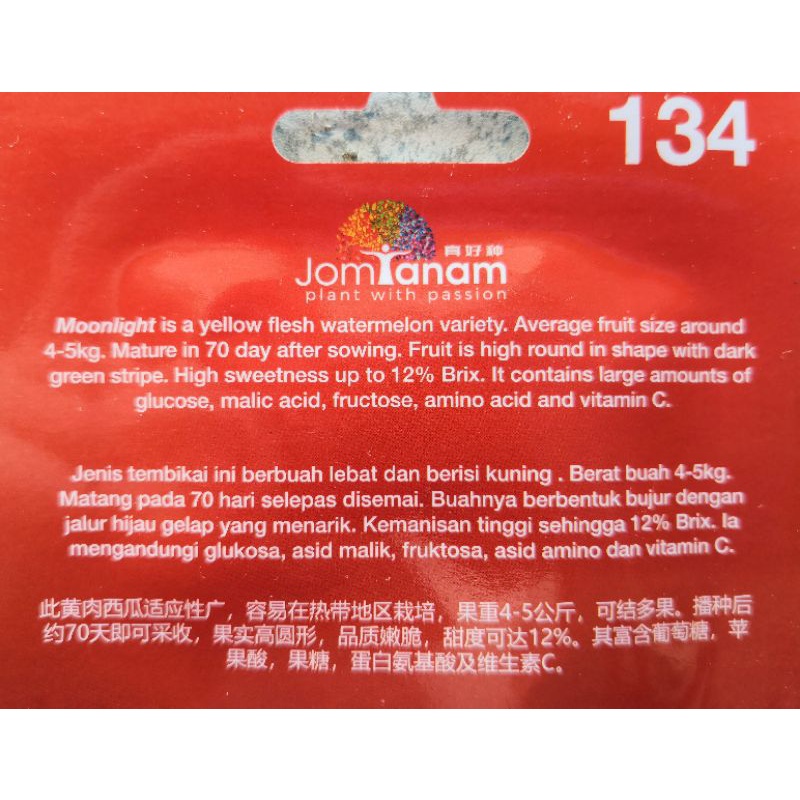 134
育好种
JomTanam
plant with passion
Moonlight is a yellow flesh watermelon variety. Average fruit size around
4-5kg. Mature in 70 day after sowing. Fruit is high round in shape with dark
green stripe. High sweetness up to 12% Brix. It contains large amounts of
glucose, malic acid, fructose, amino acid and vitamin C.
Jenis tembikai ini berbuah lebat dan berisi kuning . Berat buah 4-5kg.
Matang pada 70 hari selepas disemai. Buahnya berbentuk bujur dengan
jalur hijau gelap yang menarik. Kemanisan tinggi sehingga 12% Brix. Ia
mengandungi glukosa, asid malik, fruktosa, asid amino dan vitamin C.
此黄肉西瓜适应性广，容易在热带地区栽培，果重4-5公斤，可结多果。播种后
约70天即可采收，果实高圆形，品质嫩脆，甜度可达12%。其富含葡萄糖，苹
果酸，果糖，蛋白氨基酸及维生素C。